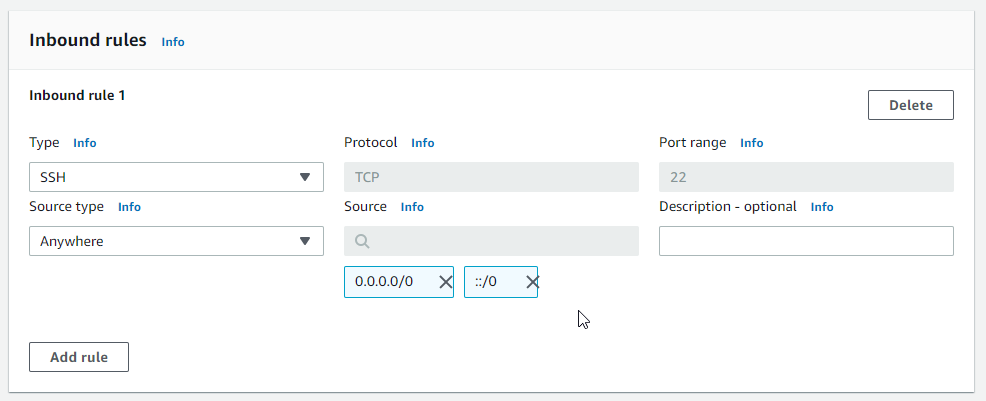 Inbound rules Info
Inbound rule 1
Delete
Type Info Protocol Info Port range Info
SSH TCP 22
Source type Info Source Info Description - optional Info
Anywhere
0.0.0.0/0 ::/0
Add rule